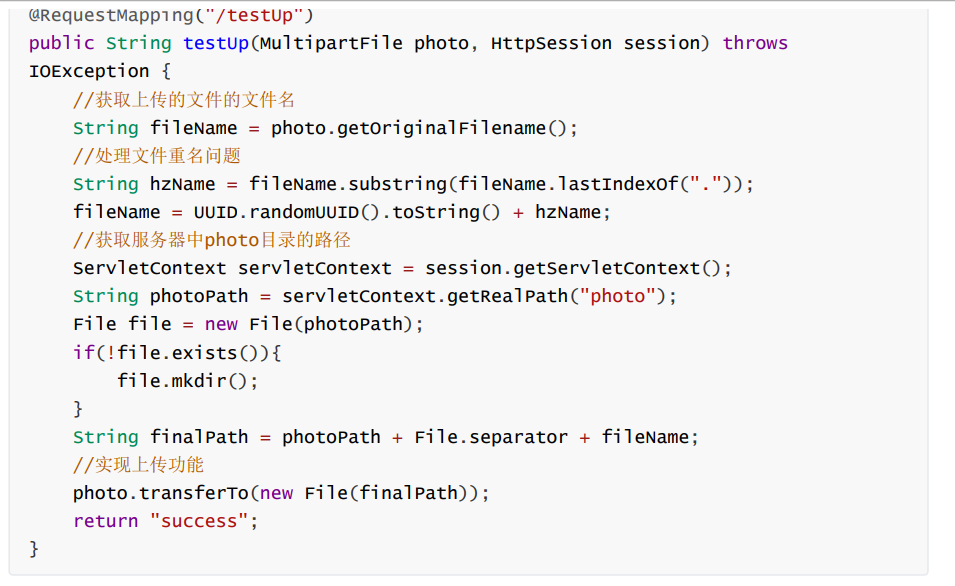 @RequestMapping("/testUp")
public String testUp(MultipartFile photo, HttpSession session) throws
IOException {
    //获取上传的文件的文件名
    String fileName = photo.getOriginalFilename();
    //处理文件重名问题
    String hzName = fileName.substring(fileName.lastIndexOf("."));
    fileName = UUID.randomUUID().toString() + hzName;
    //获取服务器中photo目录的路径
    ServletContext servletContext = session.getServletContext();
    String photoPath = servletContext.getRealPath("photo");
    File file = new File(photoPath);
    if(!file.exists()){
        file.mkdir();
    }
    String finalPath = photoPath + File.separator + fileName;
    //实现上传功能
    photo.transferTo(new File(finalPath));
    return "success";
}